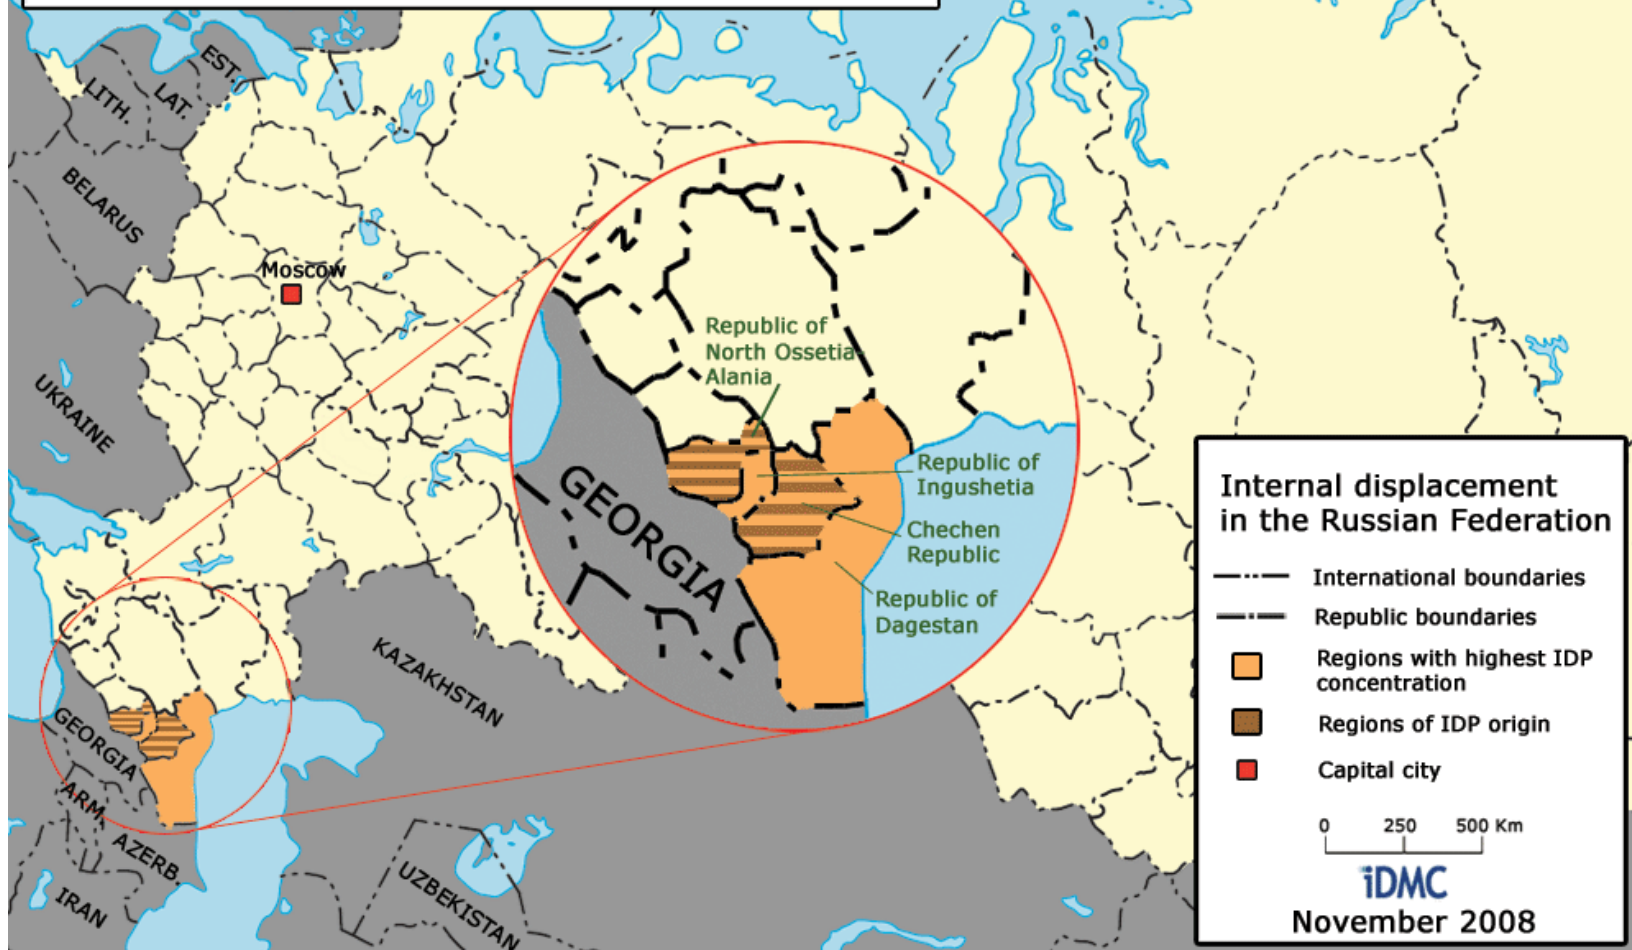 EST.
LAT.
LITH.
BELARUS
Moscow
UKRAINE
Republic of
North Ossetia-
Alania
GEORGIA
Republic of
Ingushetia
Chechen
Republic
Republic of
Dagestan
KAZAKHSTAN
GEORGIA
ARM.
AZERB.
IRAN
UZBEKISTAN
Internal displacement
in the Russian Federation
International boundaries
Republic boundaries
Regions with highest IDP
concentration
Regions of IDP origin
Capital city
0 250 500 Km
iDMC
November 2008